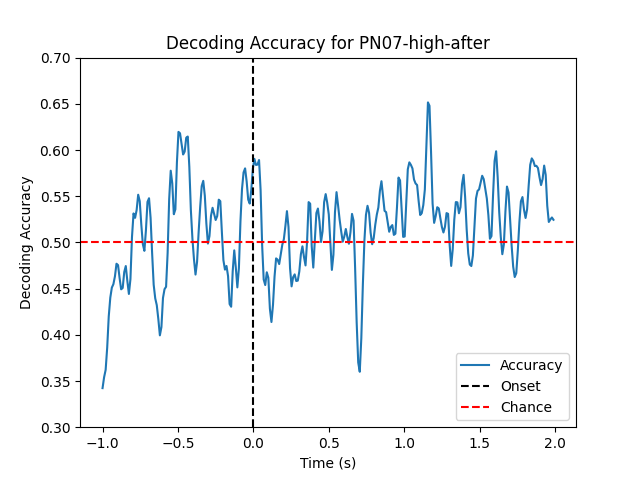 Decoding Accuracy for PN07-high-after
Decoding Accuracy
0.70
0.65
0.60
0.55
0.50
0.45
0.40
0.35
0.30
Accuracy
Onset
Chance
−1.0 −0.5 0.0 0.5 1.0 1.5 2.0
Time (s)